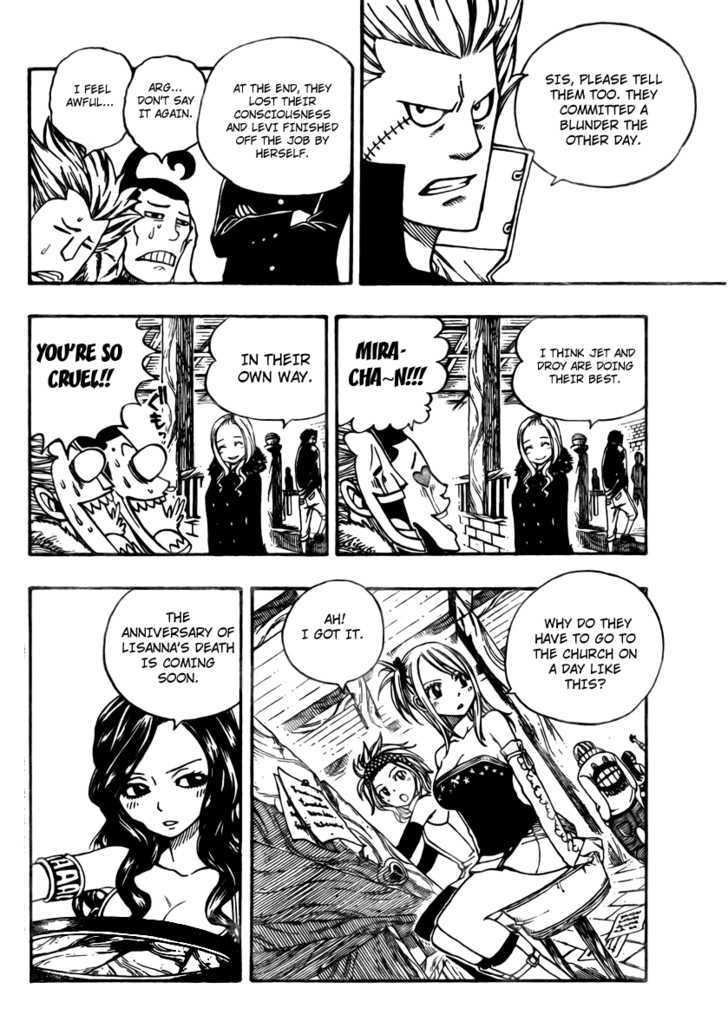 SIS, PLEASE TELL
THEM TOO. THEY
COMMITTED A
BLUNDER THE
OTHER DAY.
AT THE END, THEY
LOST THEIR
CONSCIOUSNESS
AND LEVI FINISHED
OFF THE JOB BY
HERSELF.
ARG...
DON'T SAY
IT AGAIN.
I FEEL
AWFUL...
I THINK JET AND
DROY ARE DOING
THEIR BEST.
MIRA-
CHA~N!!!
IN THEIR
OWN WAY.
YOU'RE SO
CRUEL!!
WHY DO THEY
HAVE TO GO TO
THE CHURCH ON
A DAY LIKE
THIS?
AH!
I GOT IT.
THE
ANNIVERSARY OF
LISANNA'S DEATH
IS COMING
SOON.